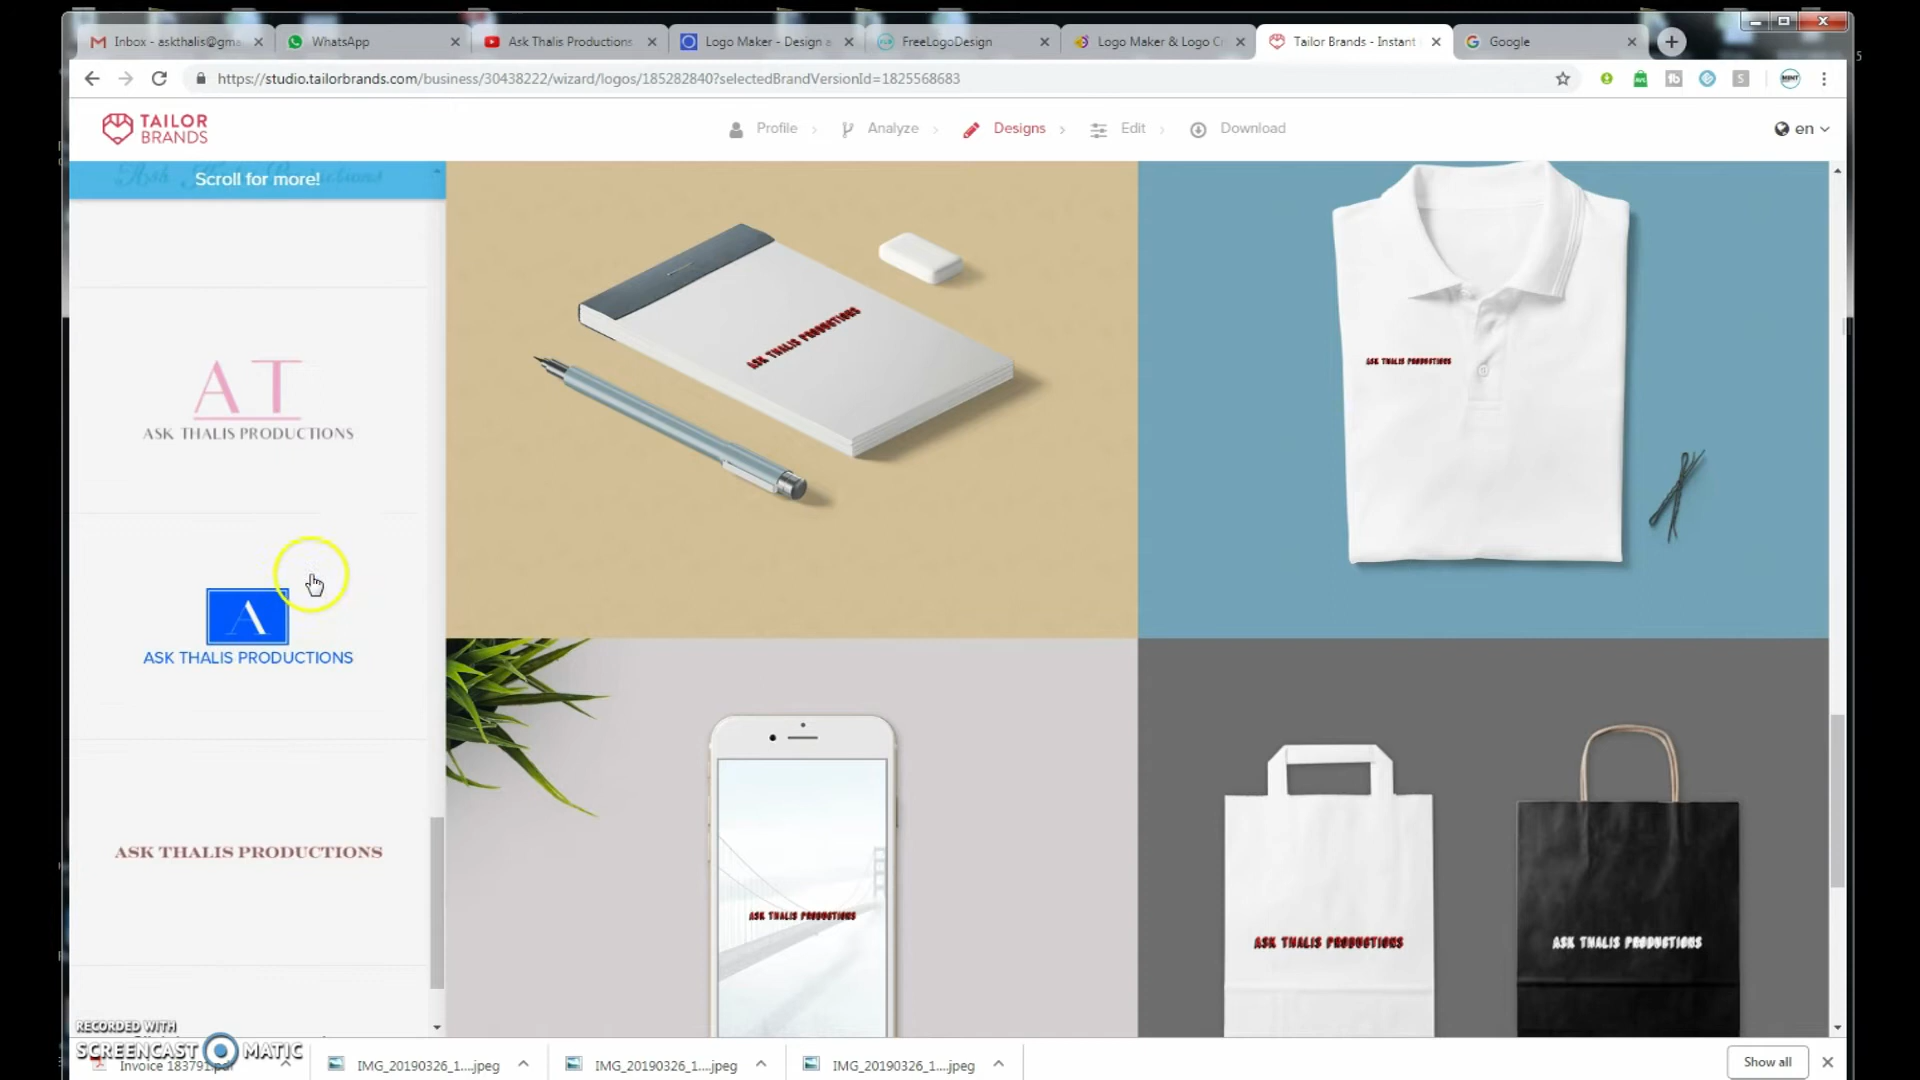 Inbox - askthalis@gma
WhatsApp
Ask Thalis Productions
Logo Maker - Design a
FreeLogoDesign
Logo Maker & Logo Cr
Tailor Brands - Instant
Google
https://studio.tailorbrands.com/business/30438222/wizard/logos/185282840?selectedBrandVersionId=1825568683
TAILOR
BRANDS
Profile
Analyze
Designs
Edit
Download
en
Scroll for more!
AT
ASK THALIS PRODUCTIONS
A
ASK THALIS PRODUCTIONS
ASK THALIS PRODUCTIONS
ASK THALIS PRODUCTIONS
ASK THALIS PRODUCTIONS
ASK THALIS PRODUCTIONS
ASK THALIS PRODUCTIONS
ASK THALIS PRODUCTIONS
RECORDED WITH
SCREENCAST MATIC
Invoice 183791.pdf
IMG_20190326_1....jpeg
IMG_20190326_1....jpeg
IMG_20190326_1....jpeg
Show all